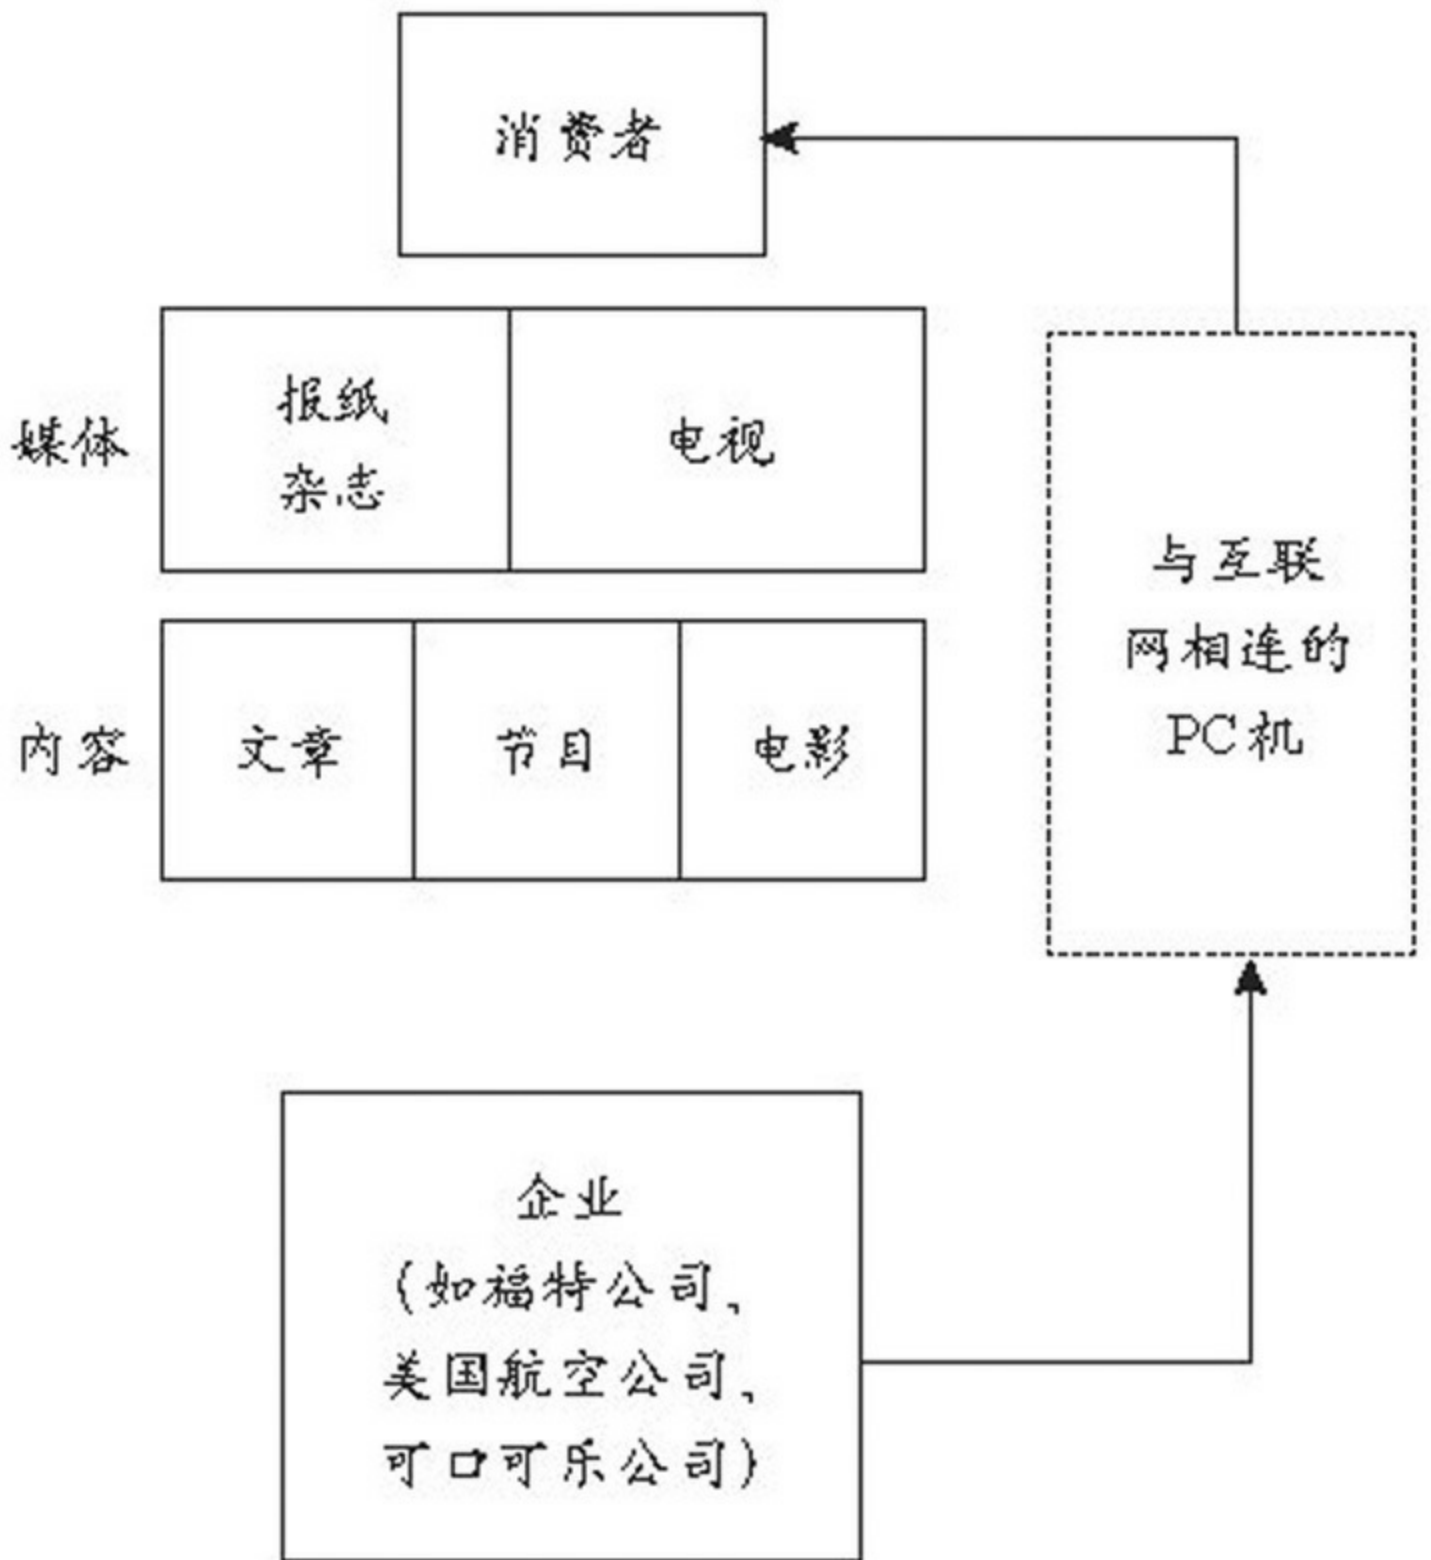 消费者
媒体
报纸
杂志
电视
内容
文章
节目
电影
与互联
网相连的
PC机
企业
(如福特公司、
美国航空公司、
可口可乐公司)